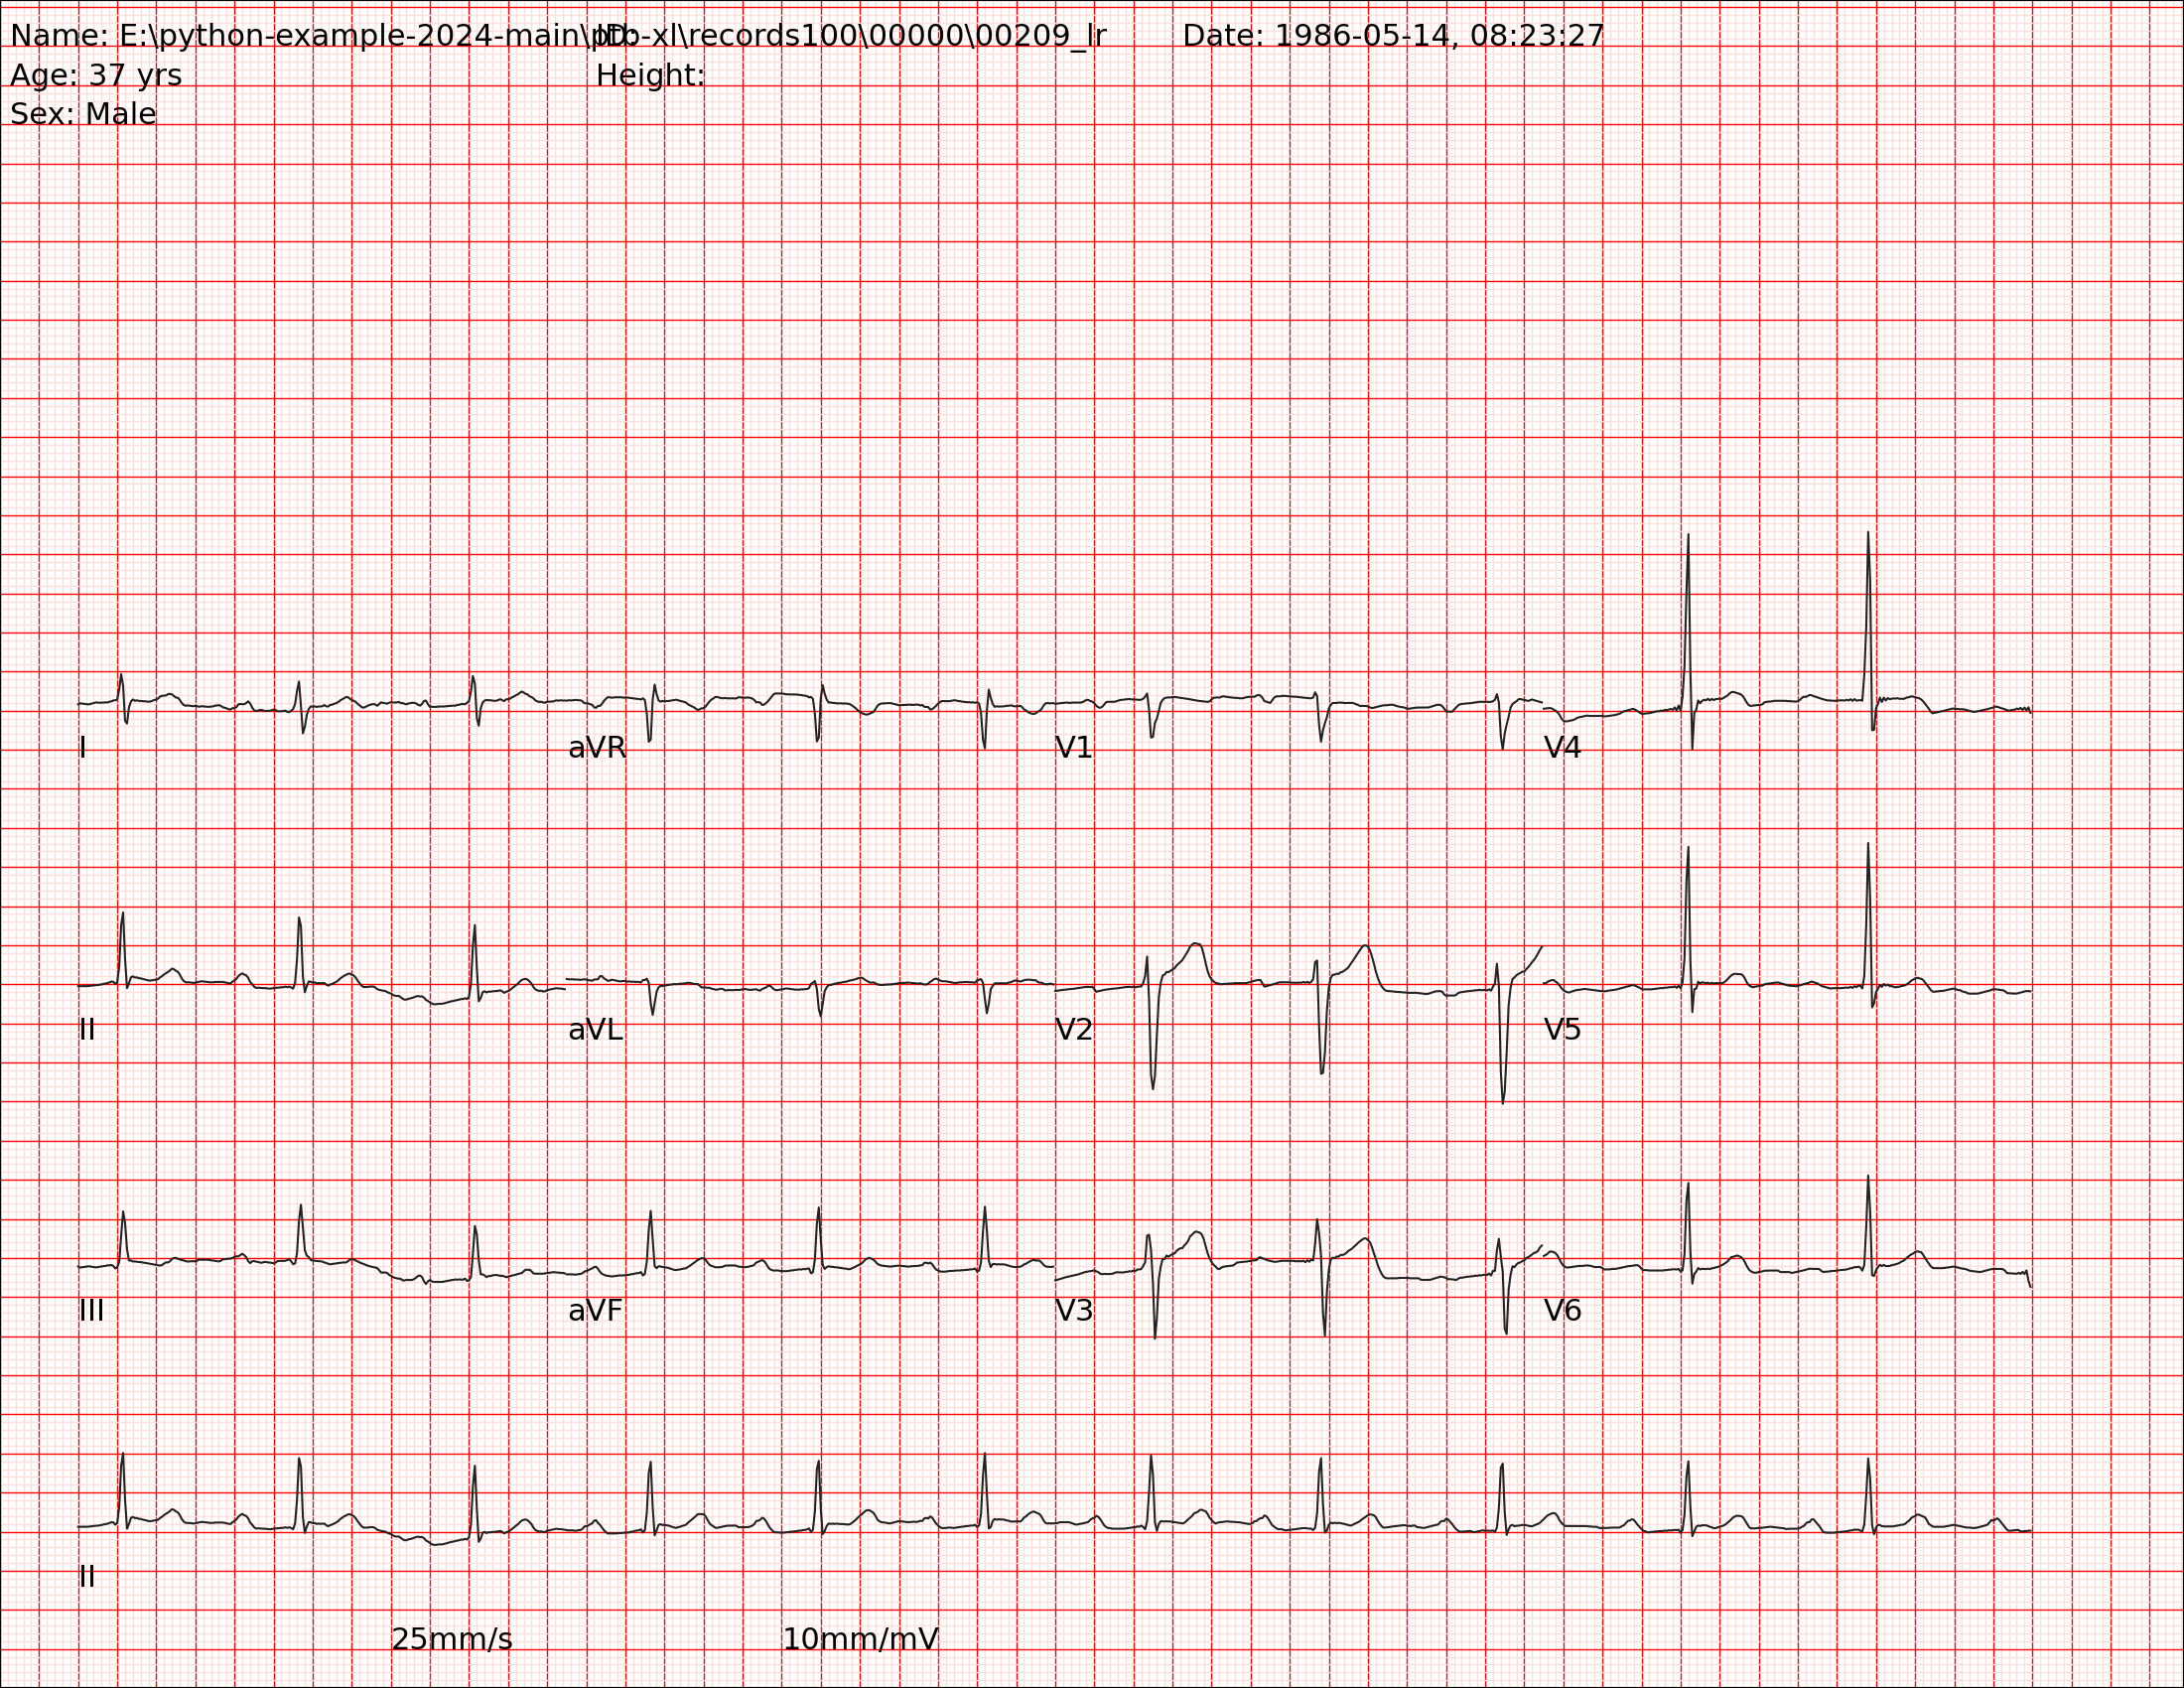 Name: E:\python-example-2024-main\ptb-xl\records100\00000\00209_lr ID: Date: 1986-05-14, 08:23:27
Age: 37 yrs Height:
Sex: Male
I aVR V1 V4
II aVL V2 V5
III aVF V3 V6
II
25mm/s 10mm/mV